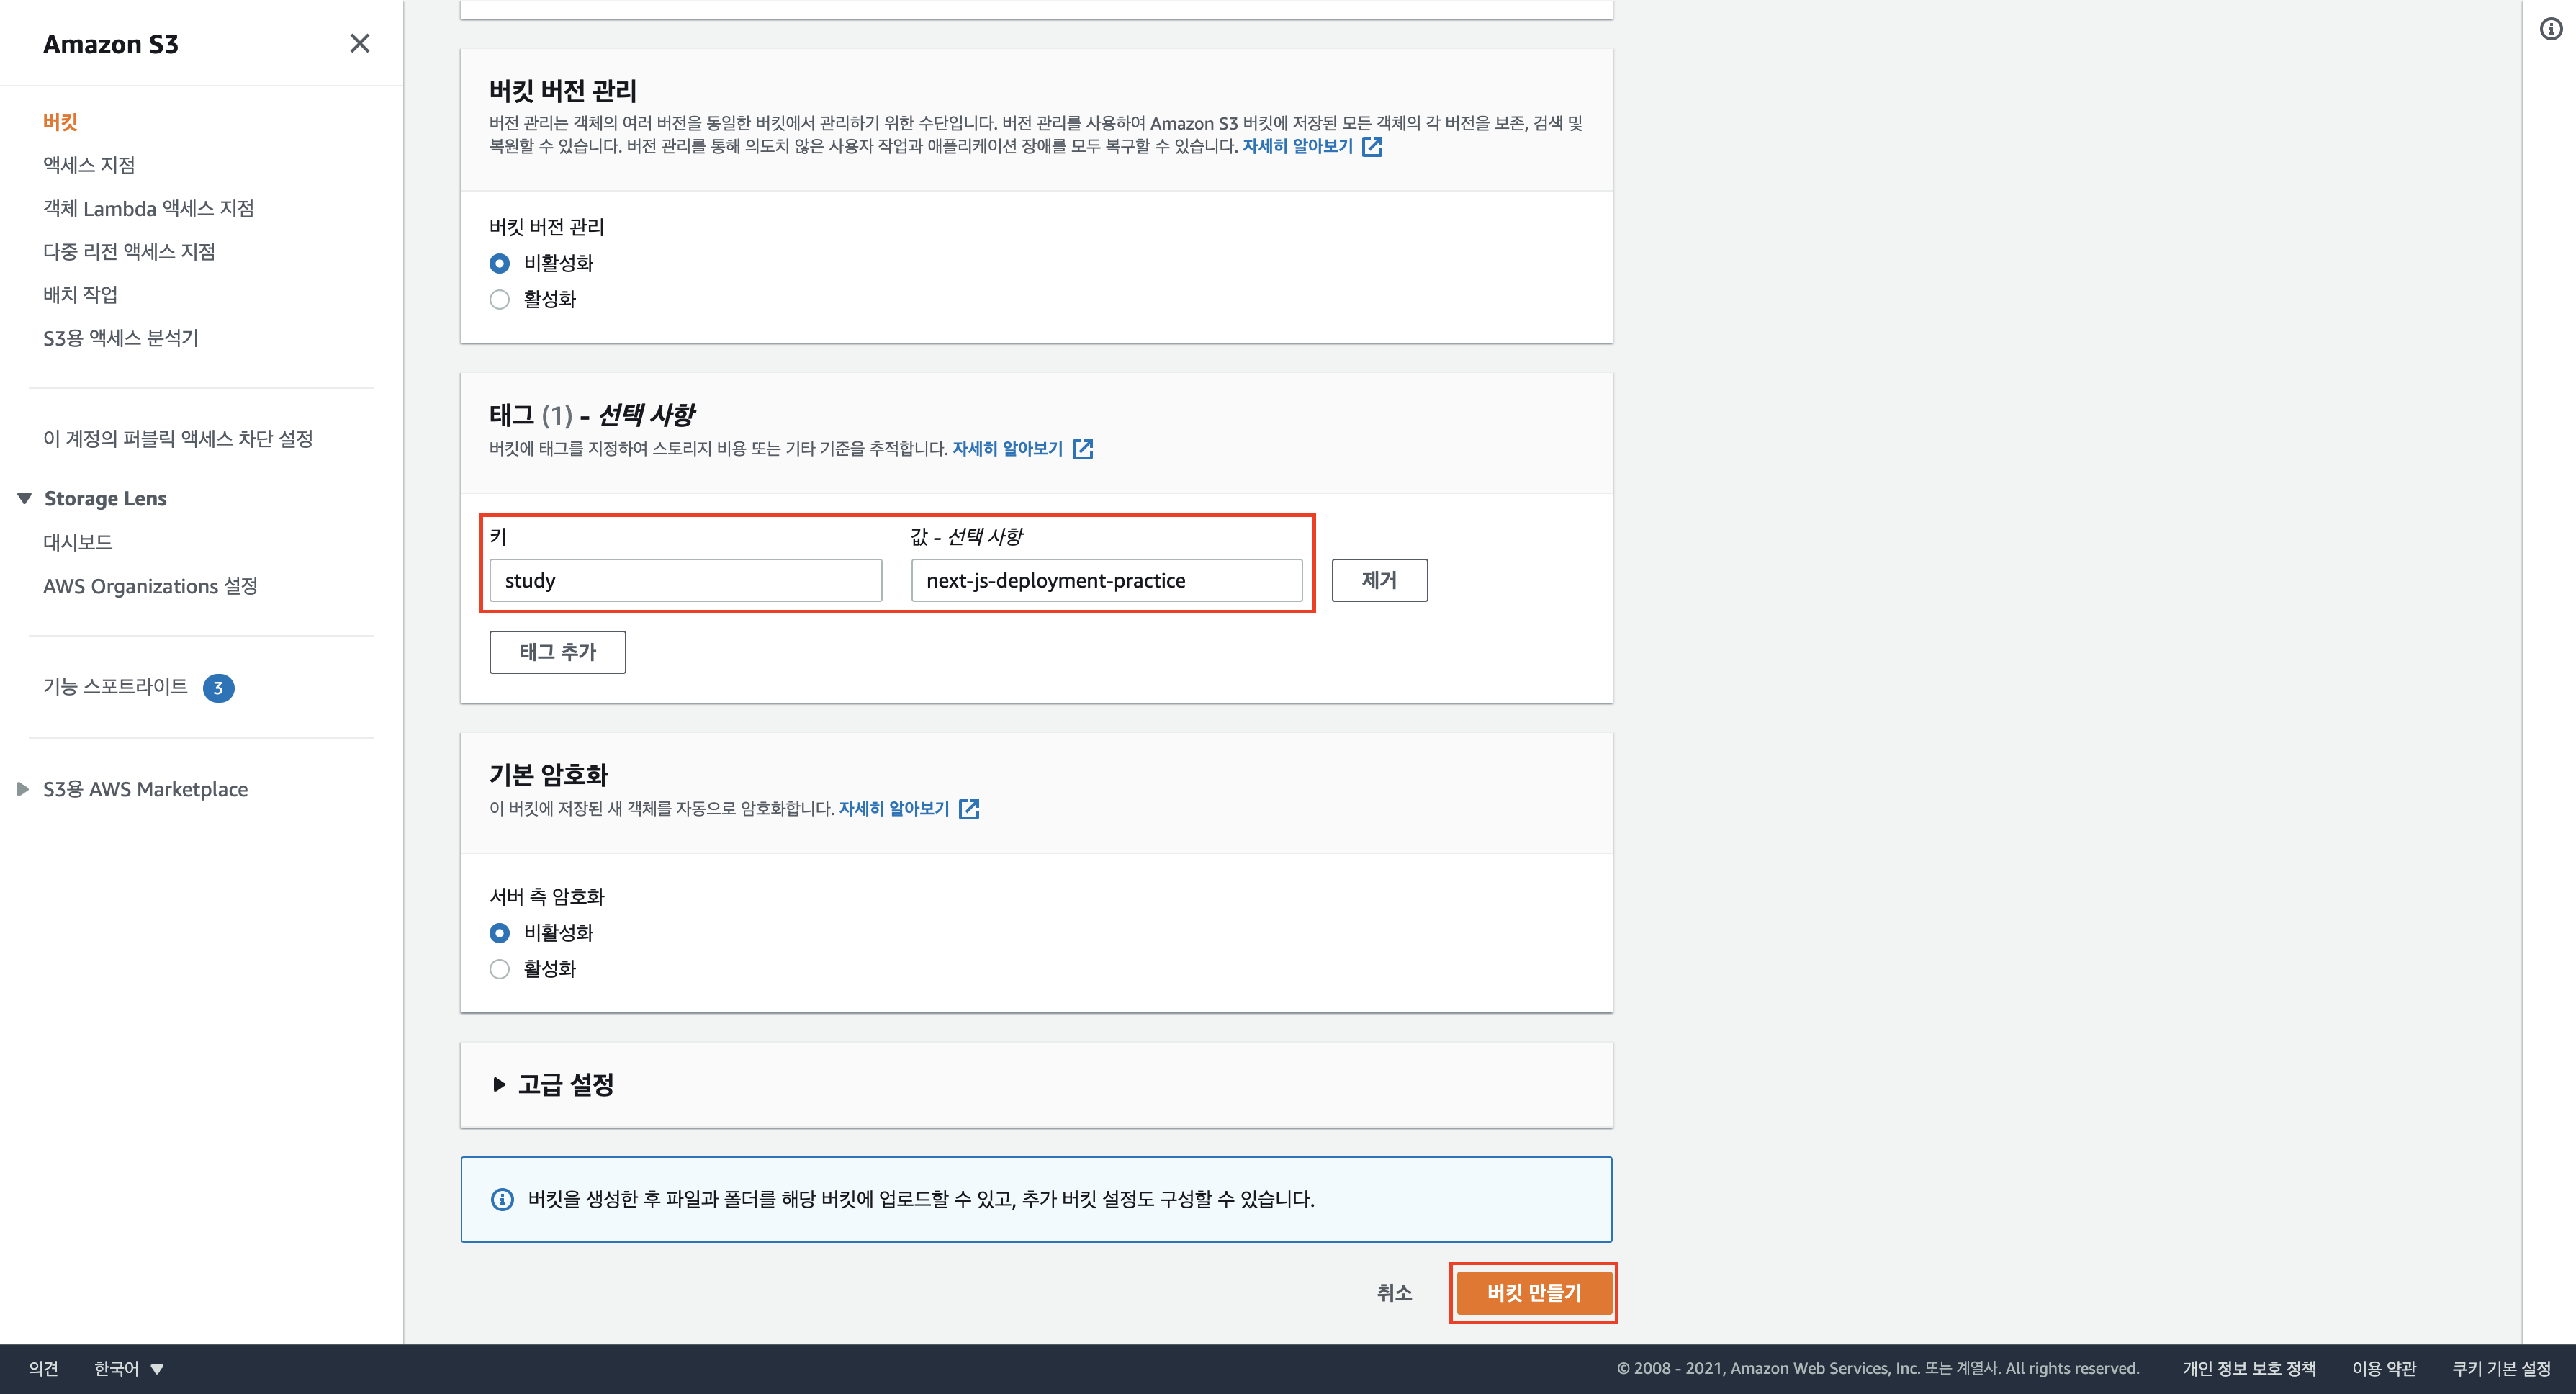 Amazon S3
버킷
액세스 지점
객체 Lambda 액세스 지점
다중 리전 액세스 지점
배치 작업
S3용 액세스 분석기
이 계정의 퍼블릭 액세스 차단 설정
Storage Lens
대시보드
AWS Organizations 설정
기능 스포트라이트 3
S3용 AWS Marketplace
버킷 버전 관리
버전 관리는 객체의 여러 버전을 동일한 버킷에서 관리하기 위한 수단입니다. 버전 관리를 사용하여 Amazon S3 버킷에 저장된 모든 객체의 각 버전을 보존, 검색 및
복원할 수 있습니다. 버전 관리를 통해 의도치 않은 사용자 작업과 애플리케이션 장애를 모두 복구할 수 있습니다. 자세히 알아보기
버킷 버전 관리
비활성화
활성화
태그 (1) - 선택 사항
버킷에 태그를 지정하여 스토리지 비용 또는 기타 기준을 추적합니다. 자세히 알아보기
키 값 - 선택 사항
study next-js-deployment-practice 제거
태그 추가
기본 암호화
이 버킷에 저장된 새 객체를 자동으로 암호화합니다. 자세히 알아보기
서버 측 암호화
비활성화
활성화
고급 설정
버킷을 생성한 후 파일과 폴더를 해당 버킷에 업로드할 수 있고, 추가 버킷 설정도 구성할 수 있습니다.
취소 버킷 만들기
의견 한국어 © 2008 - 2021, Amazon Web Services, Inc. 또는 계열사. All rights reserved. 개인 정보 보호 정책 이용 약관 쿠키 기본 설정